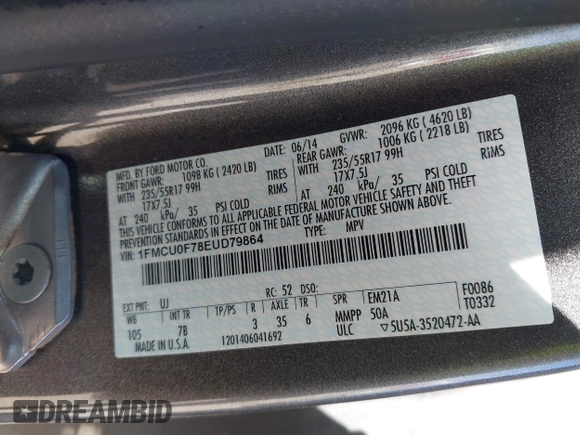 MFD. BY FORD MOTOR CO.
DATE: 06/14 GVWR: 2096 KG ( 4620 LB)
FRONT GAWR: 1098 KG ( 2420 LB)
REAR GAWR: 1006 KG ( 2218 LB)
235/55R17 99H TIRES
235/55R17 99H TIRES
17X7.5J RIMS
17X7.5J RIMS
AT 240 kPa/ 35 PSI COLD
AT 240 kPa/ 35 PSI COLD
THIS VEHICLE CONFORMS TO ALL APPLICABLE FEDERAL MOTOR VEHICLE SAFETY AND THEFT
PREVENTION STANDARDS IN EFFECT ON THE DATE OF MANUFACTURE SHOWN ABOVE.
VIN: 1FMCU0F78EUD79864
TYPE: MPV
EXT PNT: UJ RC: 52 DSO:
WB INT TR TP/PS R AXLE TR SPR EM21A F0086
105 7B 3 35 6 MMPP 50A T0332
MADE IN U.S.A. 1201406041692 ULC ▽5U5A-3520472-AA
DREAMBID